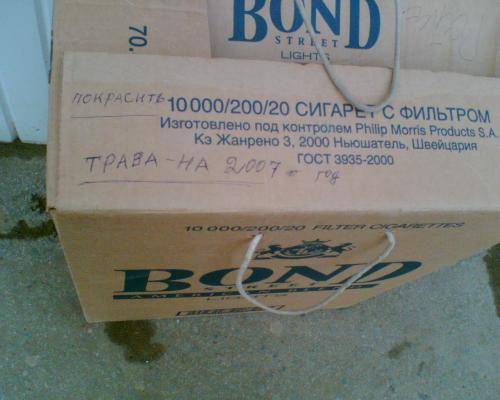 70.
BOND
STREET
LIGHTS
ПОКРАСИТЬ
10 000/200/20 СИГАРЕТ С ФИЛЬТРОМ
Изготовлено под контролем Philip Morris Products S.A.
Кэ Жанрено 3, 2000 Ньюшатель, Швейцария
ГОСТ 3935-2000
ТРАВА-НА 2007 год
10 000/200/20 FILTER CIGARETTES
BOND
STREET